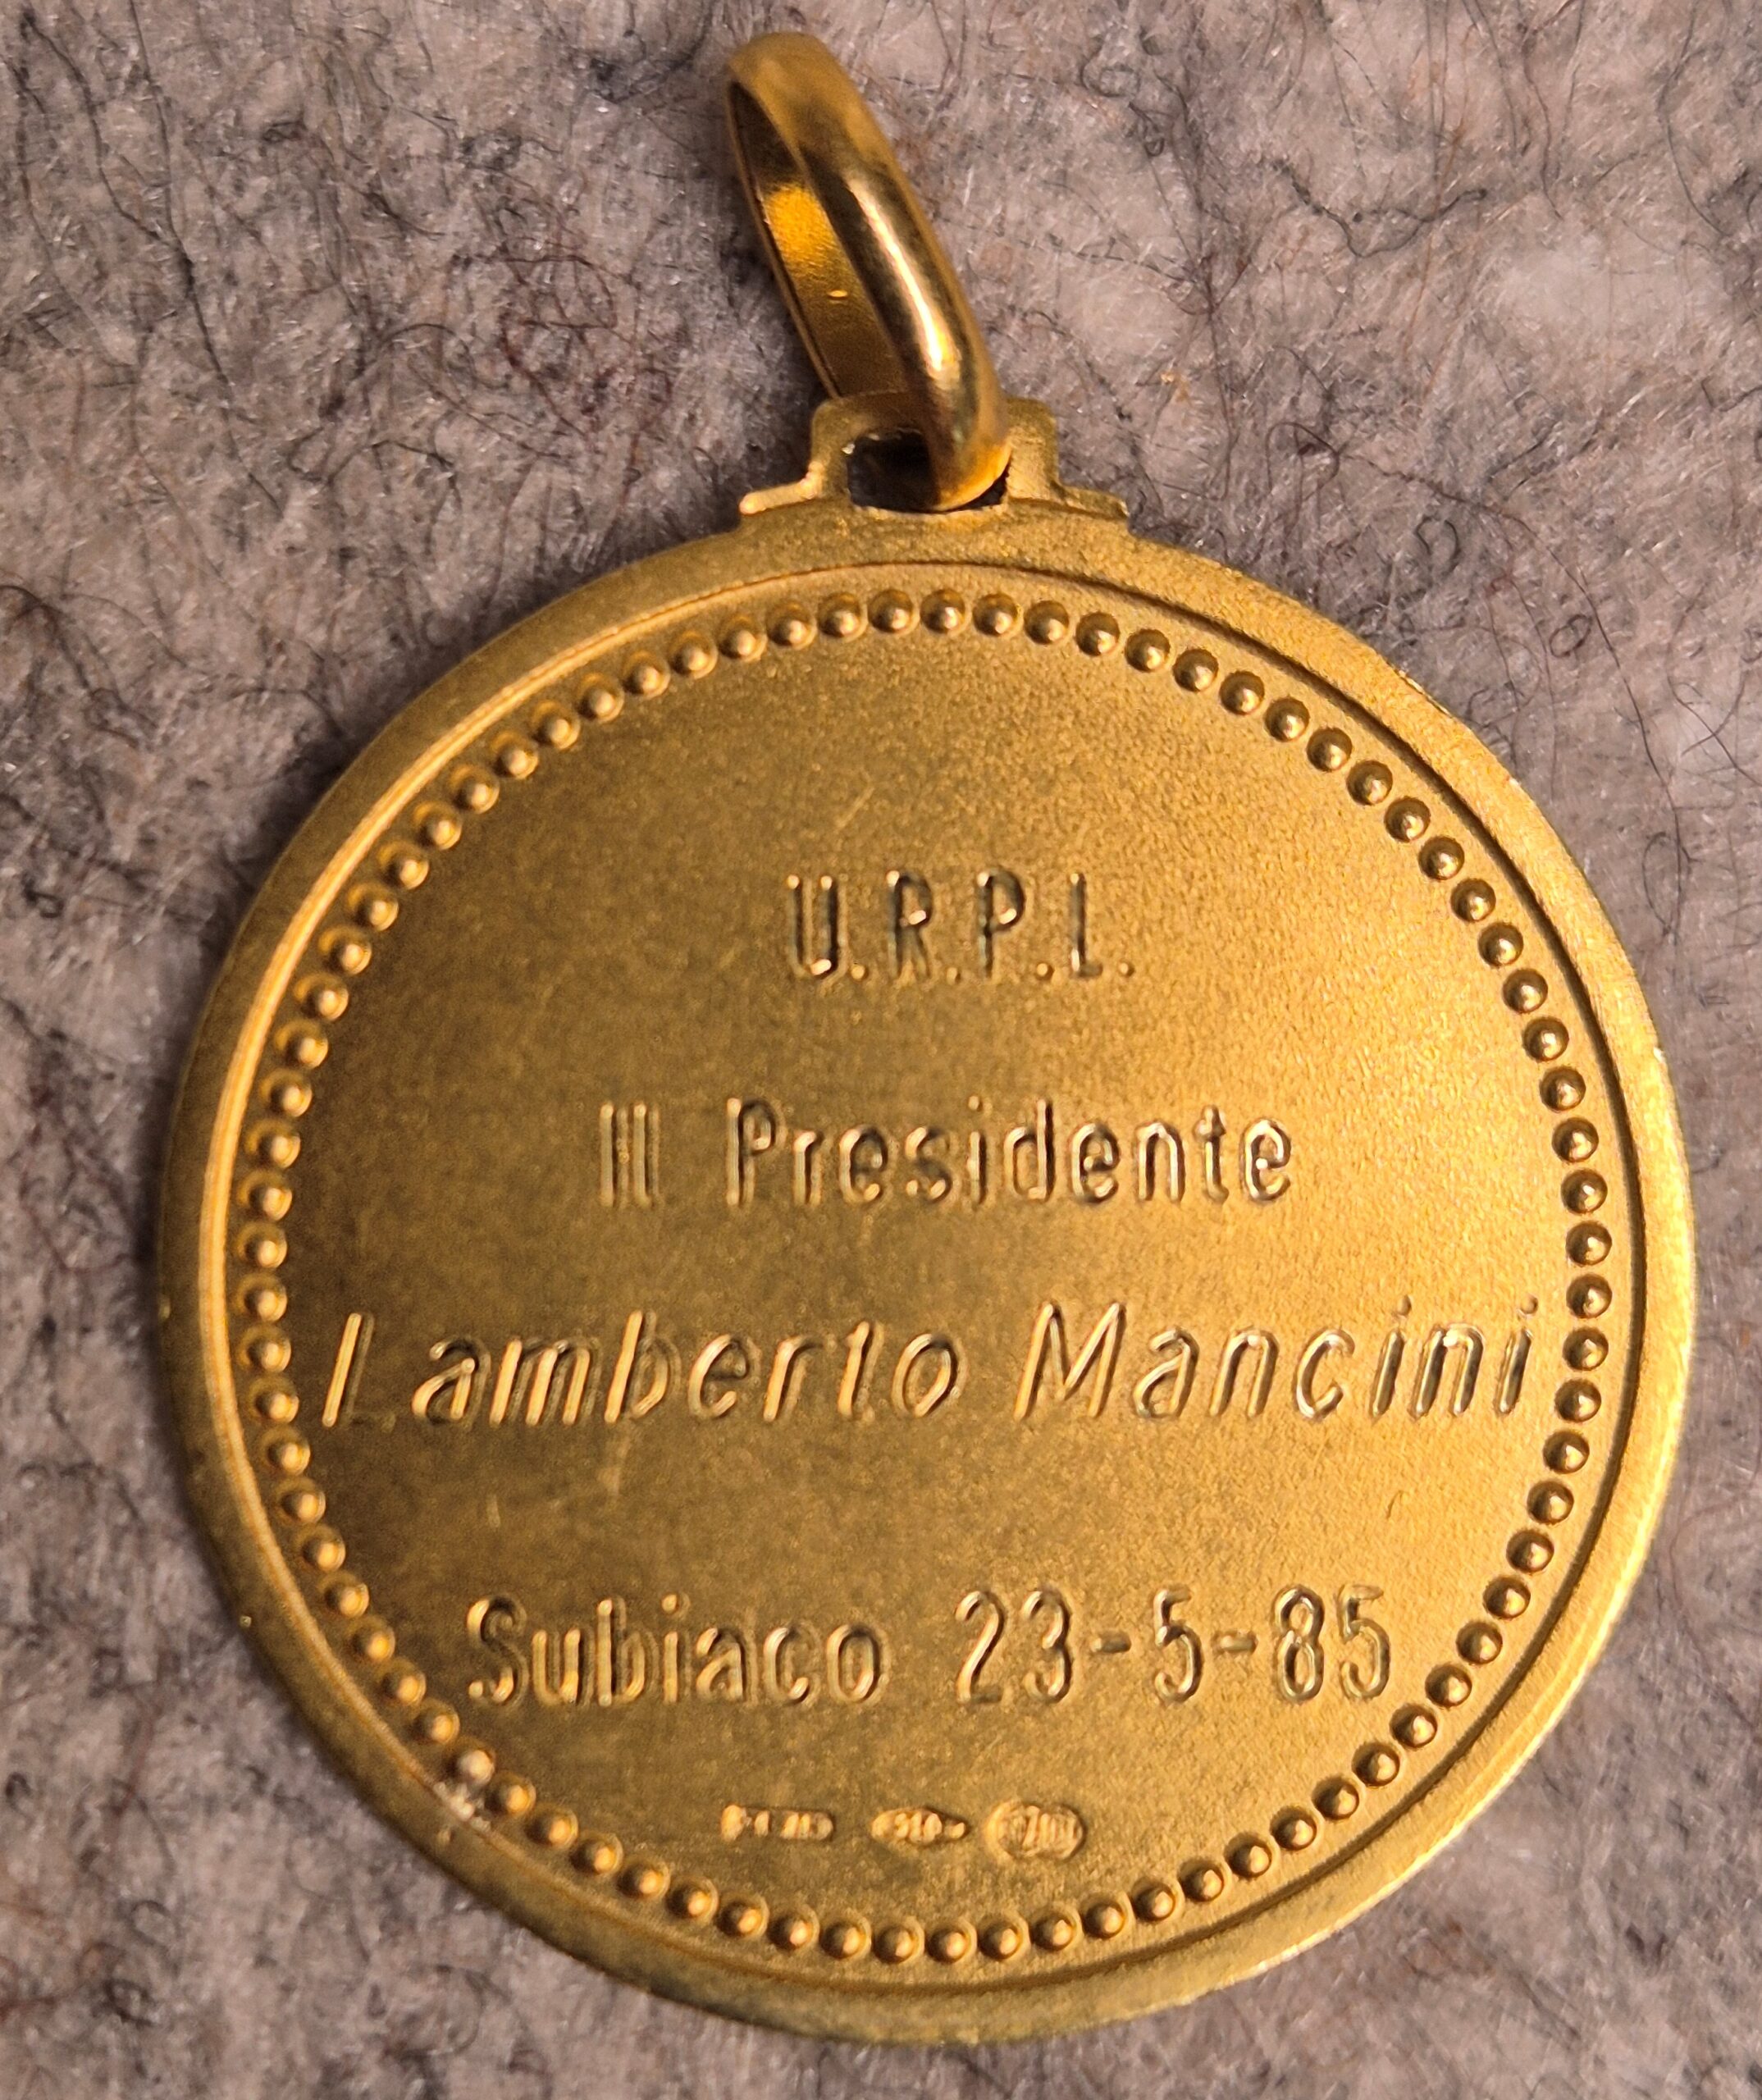 U.R.P.L.
Il Presidente
Lamberto Mancini
Subiaco 23-5-85